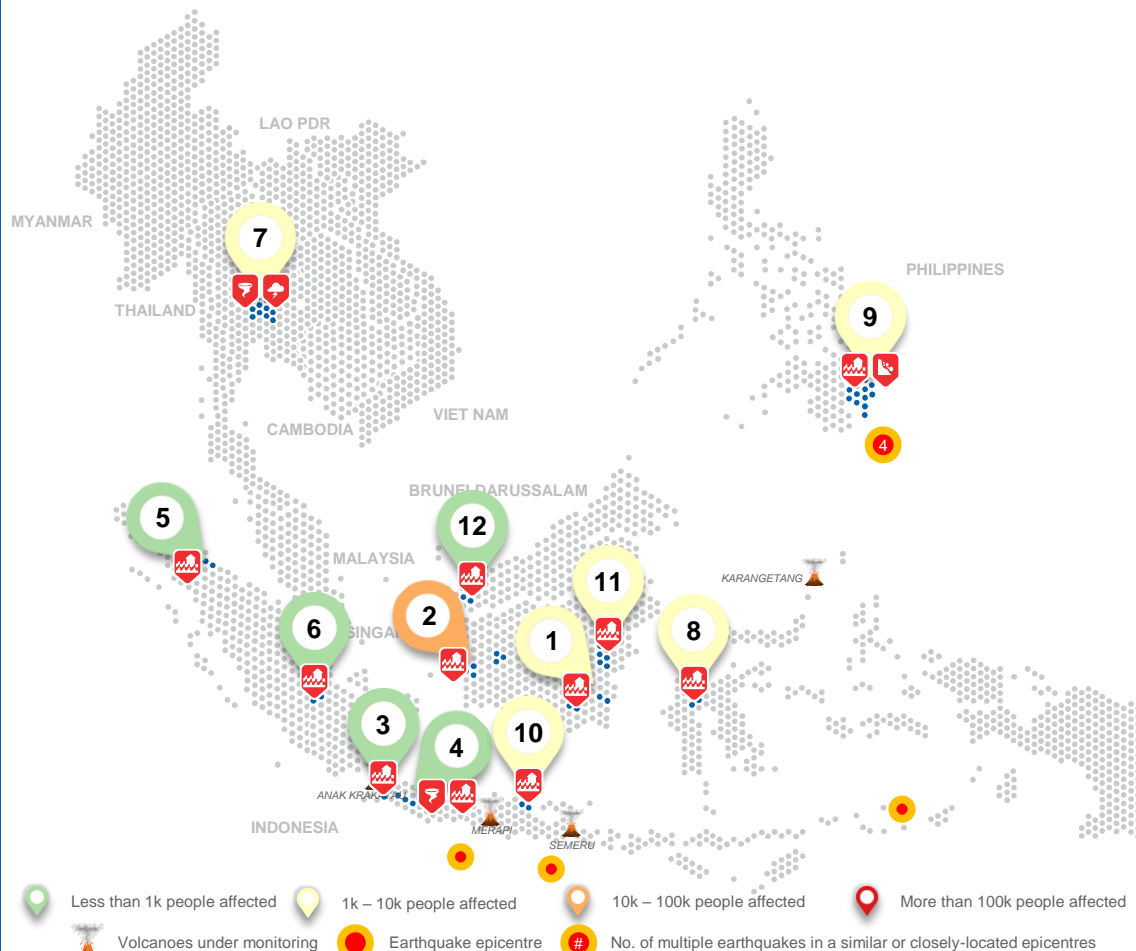 LAO PDR
MYANMAR
7
PHILIPPINES
THAILAND
9
VIET NAM
CAMBODIA
4
BRUNEI DARUSSALAM
5
12
MALAYSIA
11
KARANGETANG
2
6
1
8
3
10
4
ANAK
MERAPI
INDONESIA
SEMERU
Less than 1k people affected
1k – 10k people affected
10k – 100k people affected
More than 100k people affected
Volcanoes under monitoring
Earthquake epicentre
#
No. of multiple earthquakes in a similar or closely-located epicentres